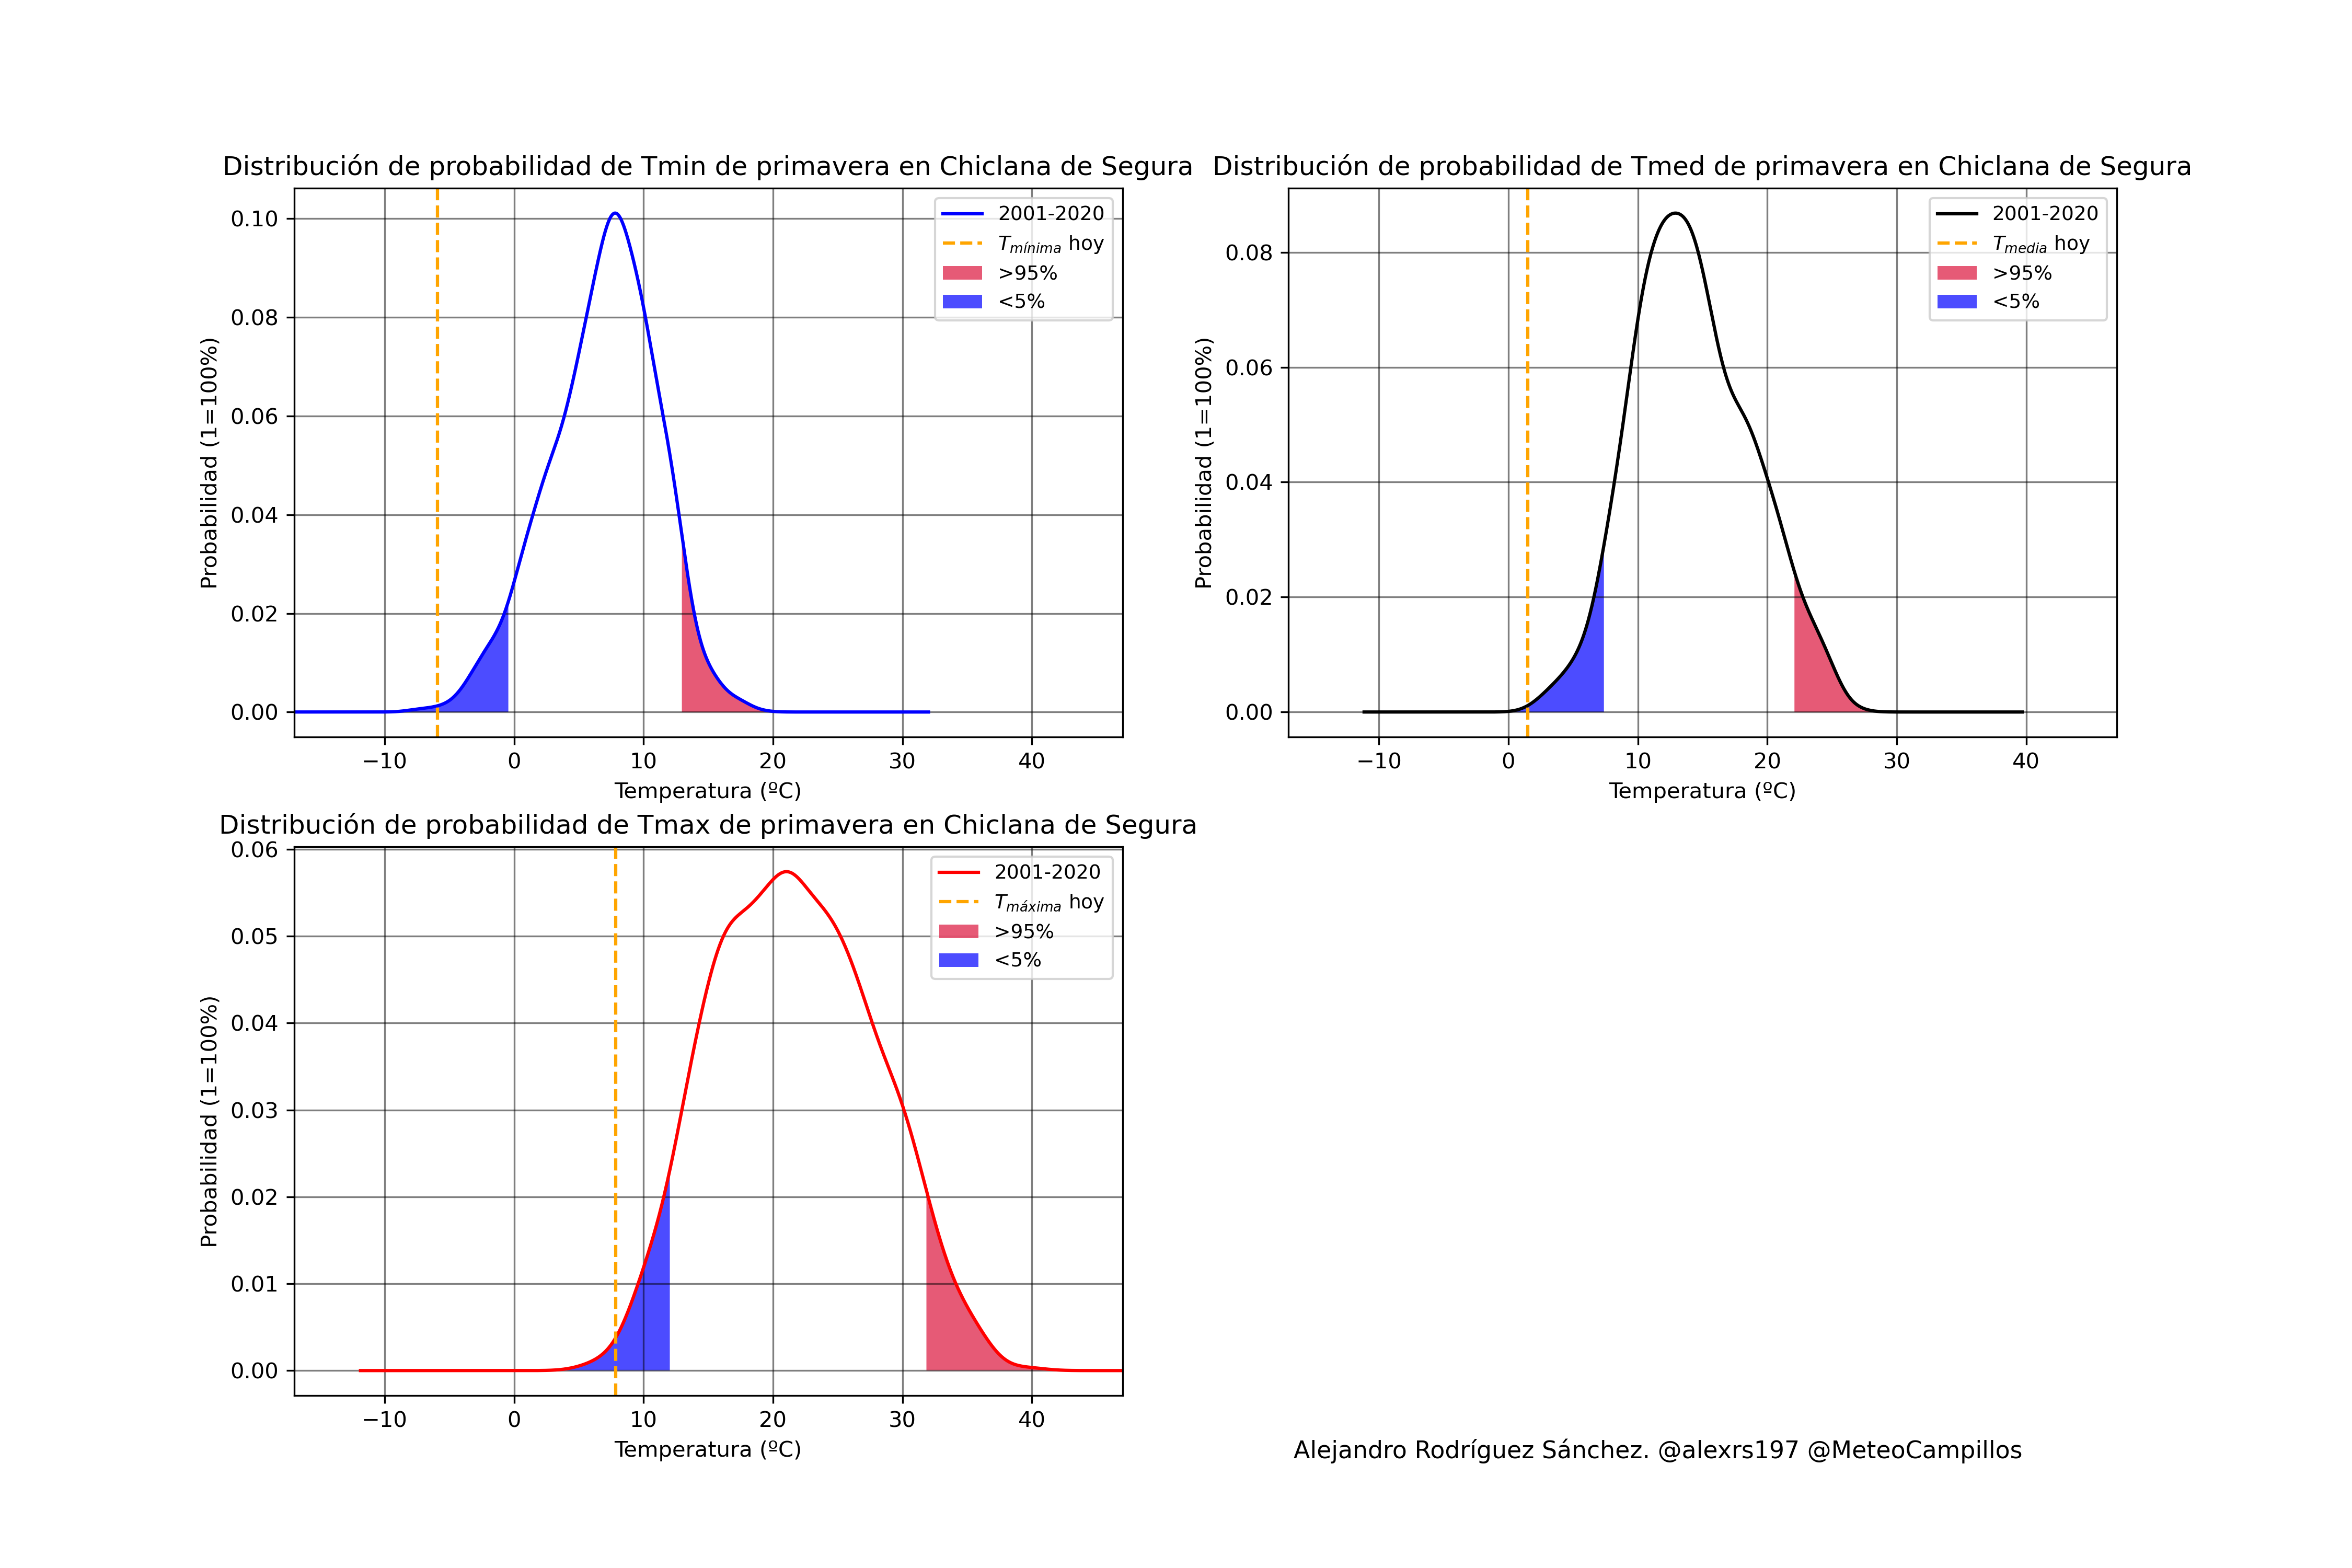 Distribución de probabilidad de Tmin de primavera en Chiclana de Segura
0.10
0.08
0.06
0.04
0.02
0.00
Probabilidad (1=100%)
2001-2020
Tmínima hoy
>95%
<5%
−10 0 10 20 30 40
Temperatura (ºC)
Distribución de probabilidad de Tmed de primavera en Chiclana de Segura
0.08
0.06
0.04
0.02
0.00
Probabilidad (1=100%)
2001-2020
Tmedia hoy
>95%
<5%
−10 0 10 20 30 40
Temperatura (ºC)
Distribución de probabilidad de Tmax de primavera en Chiclana de Segura
0.06
0.05
0.04
0.03
0.02
0.01
0.00
Probabilidad (1=100%)
2001-2020
Tmáxima hoy
>95%
<5%
−10 0 10 20 30 40
Temperatura (ºC)
Alejandro Rodríguez Sánchez. @alexrs197 @MeteoCampillos